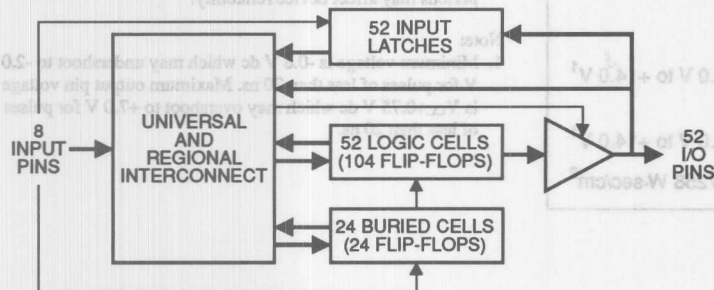 52 INPUT
LATCHES
8
INPUT
PINS
UNIVERSAL
AND
REGIONAL
INTERCONNECT
52 LOGIC CELLS
(104 FLIP-FLOPS)
24 BURIED CELLS
(24 FLIP-FLOPS)
52
I/O
PINS